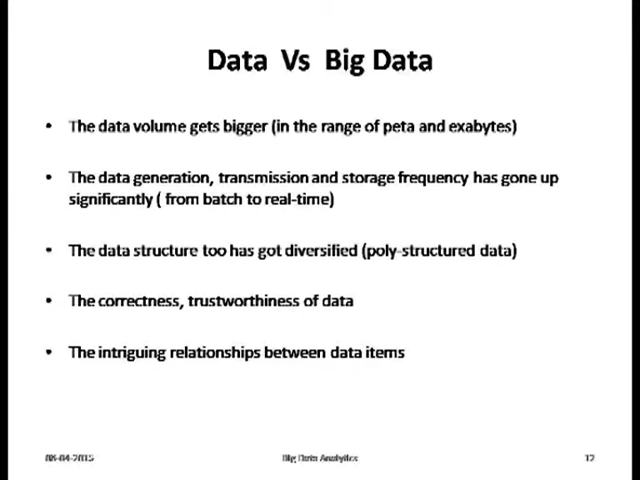 Data Vs Big Data
• The data volume gets bigger (in the range of peta and exabytes)
• The data generation, transmission and storage frequency has gone up
significantly ( from batch to real-time)
• The data structure too has got diversified (poly-structured data)
• The correctness, trustworthiness of data
• The intriguing relationships between data items
08-04-2015
Big Data Analytics
12